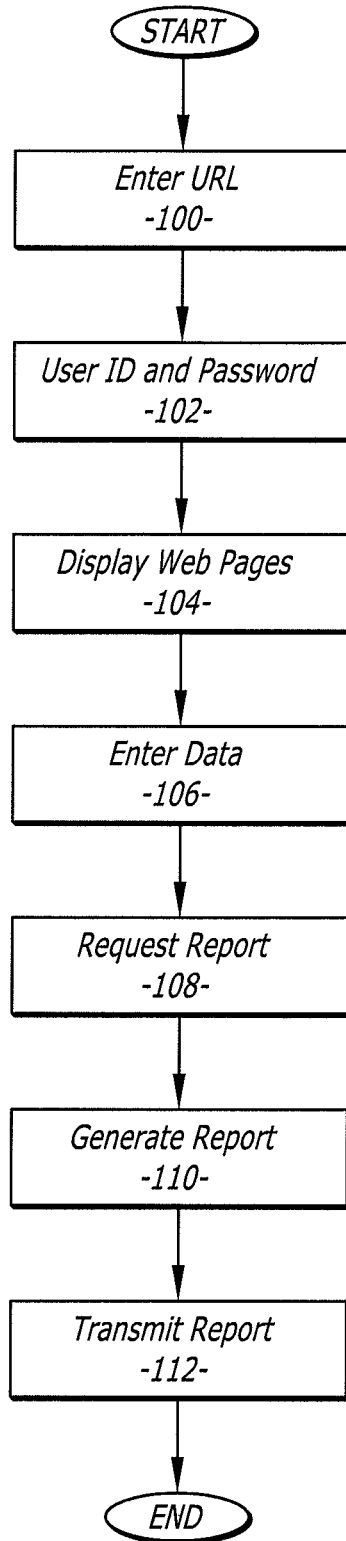 START
Enter URL
-100-
User ID and Password
-102-
Display Web Pages
-104-
Enter Data
-106-
Request Report
-108-
Generate Report
-110-
Transmit Report
-112-
END